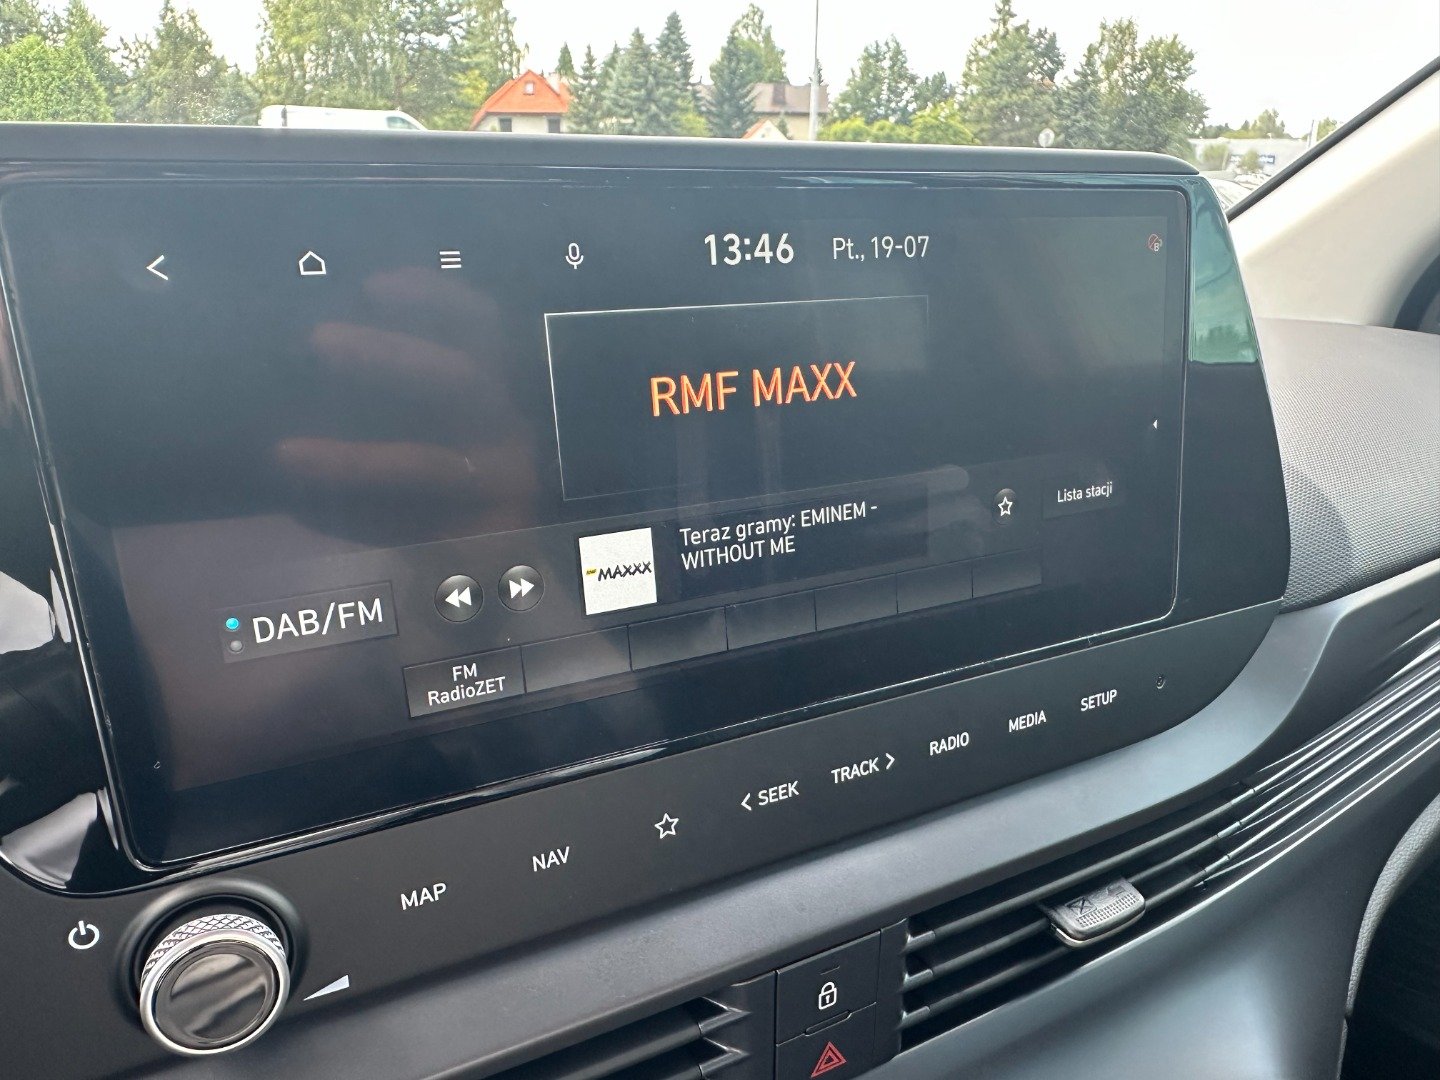 13:46 Pt., 19-07
RMF MAXX
Lista stacji
Teraz gramy: EMINEM -
WITHOUT ME
RMF MAXXX
DAB/FM
FM
RadioZET
MAP NAV < SEEK TRACK > RADIO MEDIA SETUP